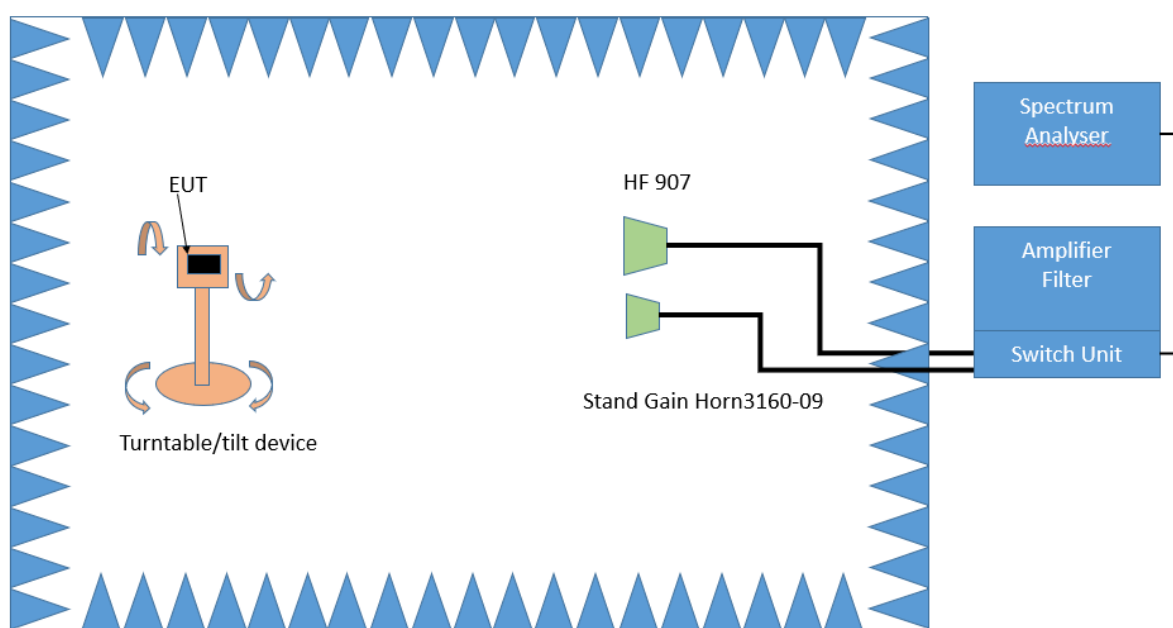 Spectrum
Analyser
EUT
HF 907
Amplifier
Filter
Switch Unit
Stand Gain Horn3160-09
Turntable/tilt device